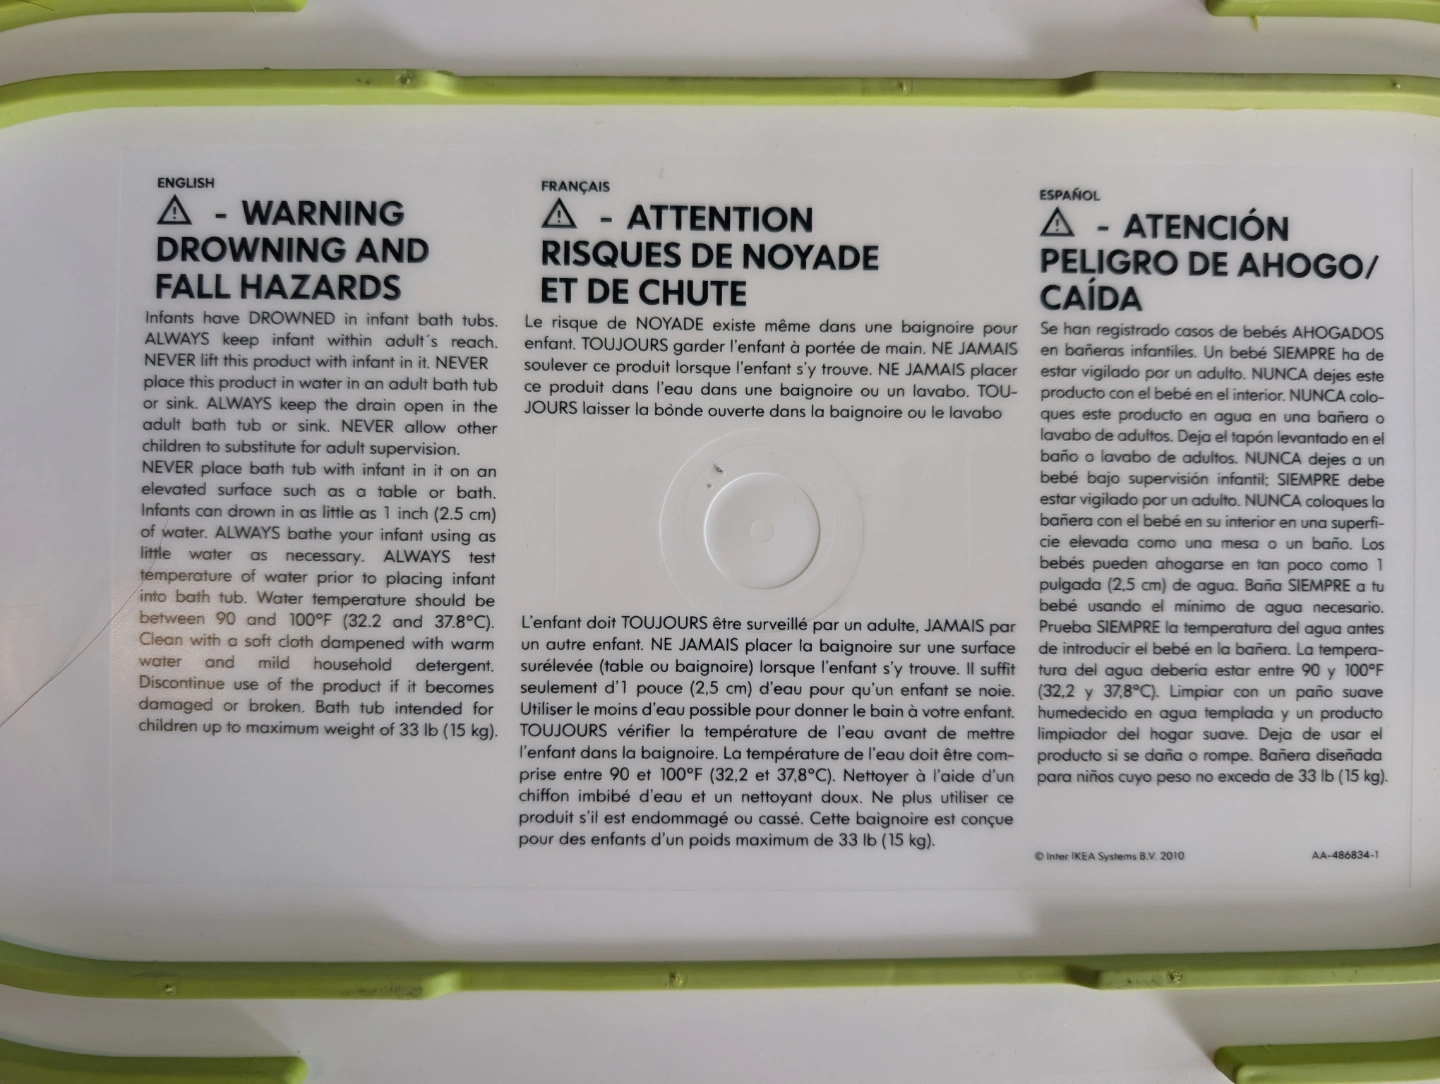 ENGLISH
⚠ - WARNING
DROWNING AND
FALL HAZARDS
Infants have DROWNED in infant bath tubs.
ALWAYS keep infant within adult´s reach.
NEVER lift this product with infant in it. NEVER
place this product in water in an adult bath tub
or sink. ALWAYS keep the drain open in the
adult bath tub or sink. NEVER allow other
children to substitute for adult supervision.
NEVER place bath tub with infant in it on an
elevated surface such as a table or bath.
Infants can drown in as little as 1 inch (2.5 cm)
of water. ALWAYS bathe your infant using as
little water as necessary. ALWAYS test
temperature of water prior to placing infant
into bath tub. Water temperature should be
between 90 and 100°F (32.2 and 37.8°C).
Clean with a soft cloth dampened with warm
water and mild household detergent.
Discontinue use of the product if it becomes
damaged or broken. Bath tub intended for
children up to maximum weight of 33 lb (15 kg).
FRANÇAIS
⚠ - ATTENTION
RISQUES DE NOYADE
ET DE CHUTE
Le risque de NOYADE existe même dans une baignoire pour
enfant. TOUJOURS garder l'enfant à portée de main. NE JAMAIS
soulever ce produit lorsque l'enfant s'y trouve. NE JAMAIS placer
ce produit dans l'eau dans une baignoire ou un lavabo. TOU-
JOURS laisser la bonde ouverte dans la baignoire ou le lavabo
L'enfant doit TOUJOURS être surveillé par un adulte, JAMAIS par
un autre enfant. NE JAMAIS placer la baignoire sur une surface
surélevée (table ou baignoire) lorsque l'enfant s'y trouve. Il suffit
seulement d'1 pouce (2,5 cm) d'eau pour qu'un enfant se noie.
Utiliser le moins d'eau possible pour donner le bain à votre enfant.
TOUJOURS vérifier la température de l'eau avant de mettre
l'enfant dans la baignoire. La température de l'eau doit être com-
prise entre 90 et 100°F (32,2 et 37,8°C). Nettoyer à l'aide d'un
chiffon imbibé d'eau et un nettoyant doux. Ne plus utiliser ce
produit s'il est endommagé ou cassé. Cette baignoire est conçue
pour des enfants d'un poids maximum de 33 lb (15 kg).
ESPAÑOL
⚠ - ATENCIÓN
PELIGRO DE AHOGO/
CAÍDA
Se han registrado casos de bebés AHOGADOS
en bañeras infantiles. Un bebé SIEMPRE ha de
estar vigilado por un adulto. NUNCA dejes este
producto con el bebé en el interior. NUNCA colo-
ques este producto en agua en una bañera o
lavabo de adultos. Deja el tapón levantado en el
baño o lavabo de adultos. NUNCA dejes a un
bebé bajo supervisión infantil; SIEMPRE debe
estar vigilado por un adulto. NUNCA coloques la
bañera con el bebé en su interior en una superfi-
cie elevada como una mesa o un baño. Los
bebés pueden ahogarse en tan poco como 1
pulgada (2,5 cm) de agua. Baña SIEMPRE a tu
bebé usando el mínimo de agua necesario.
Prueba SIEMPRE la temperatura del agua antes
de introducir el bebé en la bañera. La tempera-
tura del agua debería estar entre 90 y 100°F
(32,2 y 37,8°C). Limpiar con un paño suave
humedecido en agua templada y un producto
limpiador del hogar suave. Deja de usar el
producto si se daña o rompe. Bañera diseñada
para niños cuyo peso no exceda de 33 lb (15 kg).
© Inter IKEA Systems B.V. 2010
AA-486834-1